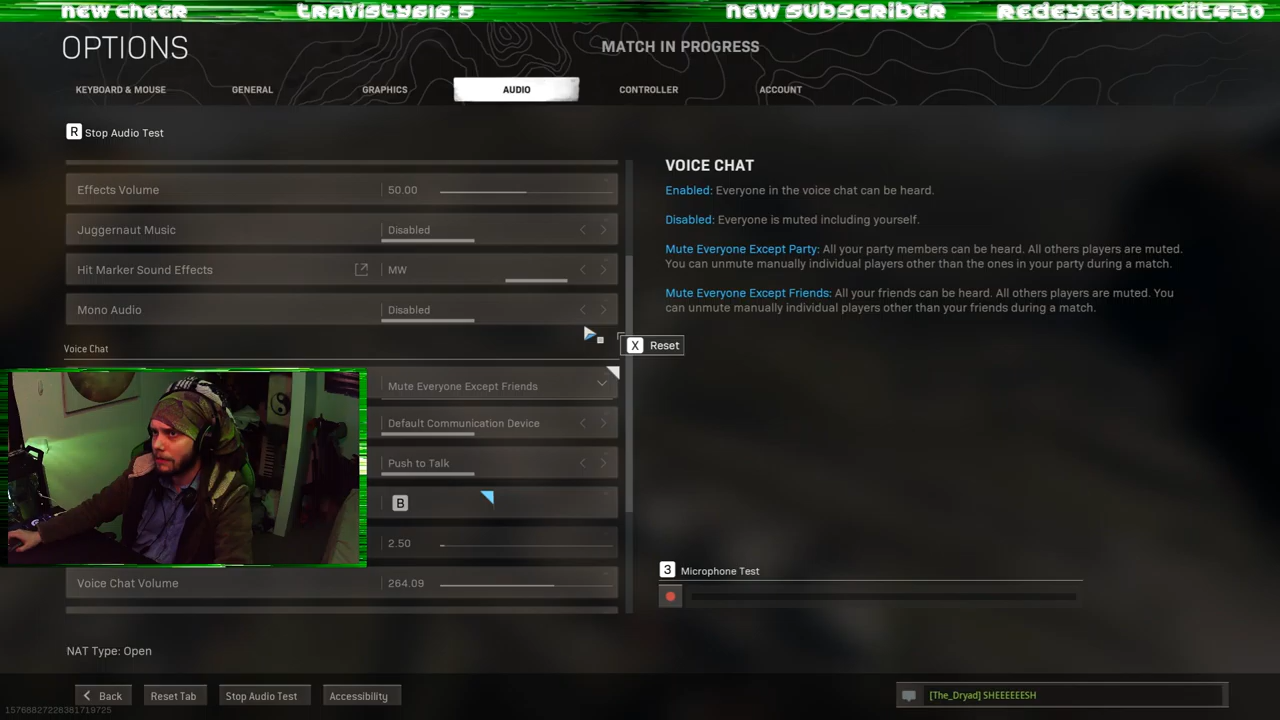 new cheer travistysis 5 new subscriber Redeyedbandit420
OPTIONS
MATCH IN PROGRESS
KEYBOARD & MOUSE GENERAL GRAPHICS AUDIO CONTROLLER ACCOUNT
R Stop Audio Test
Effects Volume 50.00
Juggernaut Music Disabled
Hit Marker Sound Effects MW
Mono Audio Disabled
Voice Chat
Mute Everyone Except Friends
Default Communication Device
Push to Talk
B
2.50
Voice Chat Volume 264.09
X Reset
VOICE CHAT
Enabled: Everyone in the voice chat can be heard.
Disabled: Everyone is muted including yourself.
Mute Everyone Except Party: All your party members can be heard. All others players are muted.
You can unmute manually individual players other than the ones in your party during a match.
Mute Everyone Except Friends: All your friends can be heard. All others players are muted. You
can unmute manually individual players other than your friends during a match.
3 Microphone Test
NAT Type: Open
Back Reset Tab Stop Audio Test Accessibility
[The_Dryad] SHEEEEEESH
15766827226381719725